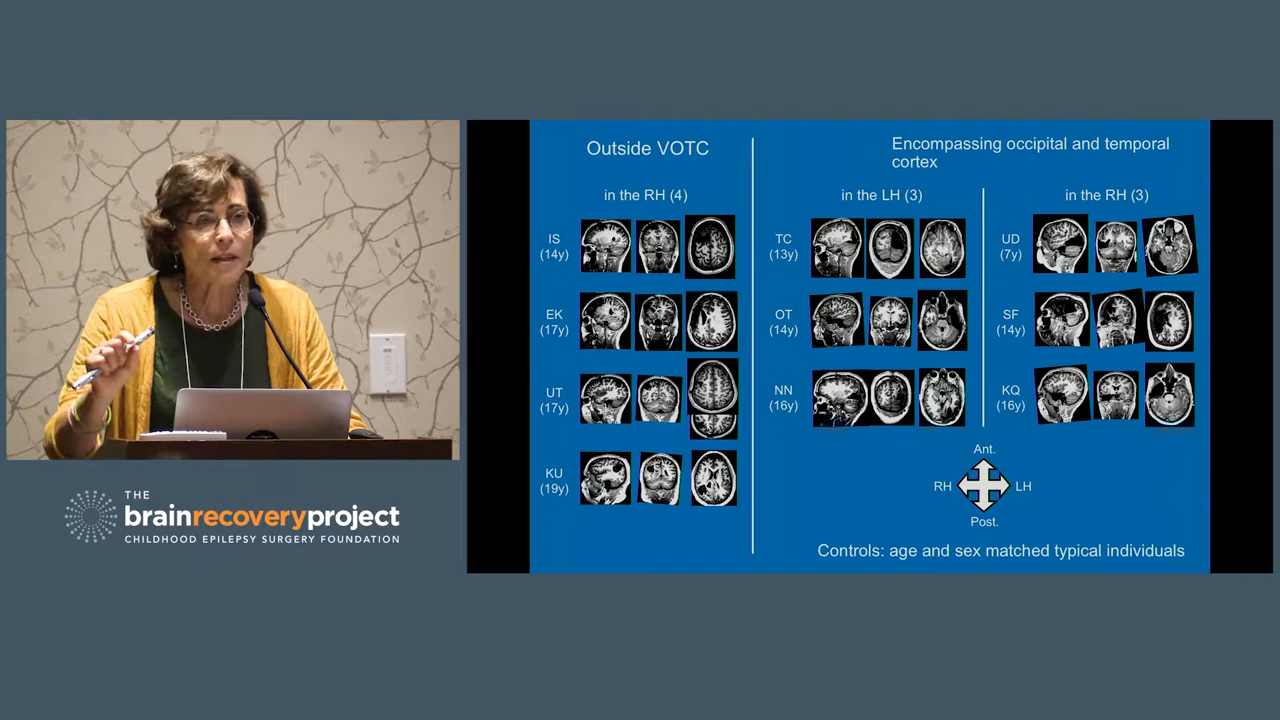 THE
brainrecoveryproject
CHILDHOOD EPILEPSY SURGERY FOUNDATION
Outside VOTC
in the RH (4)
IS
(14y)
EK
(17y)
UT
(17y)
KU
(19y)
Encompassing occipital and temporal
cortex
in the LH (3)
TC
(13y)
OT
(14y)
NN
(16y)
in the RH (3)
UD
(7y)
SF
(14y)
KQ
(16y)
Ant.
RH
LH
Post.
Controls: age and sex matched typical individuals